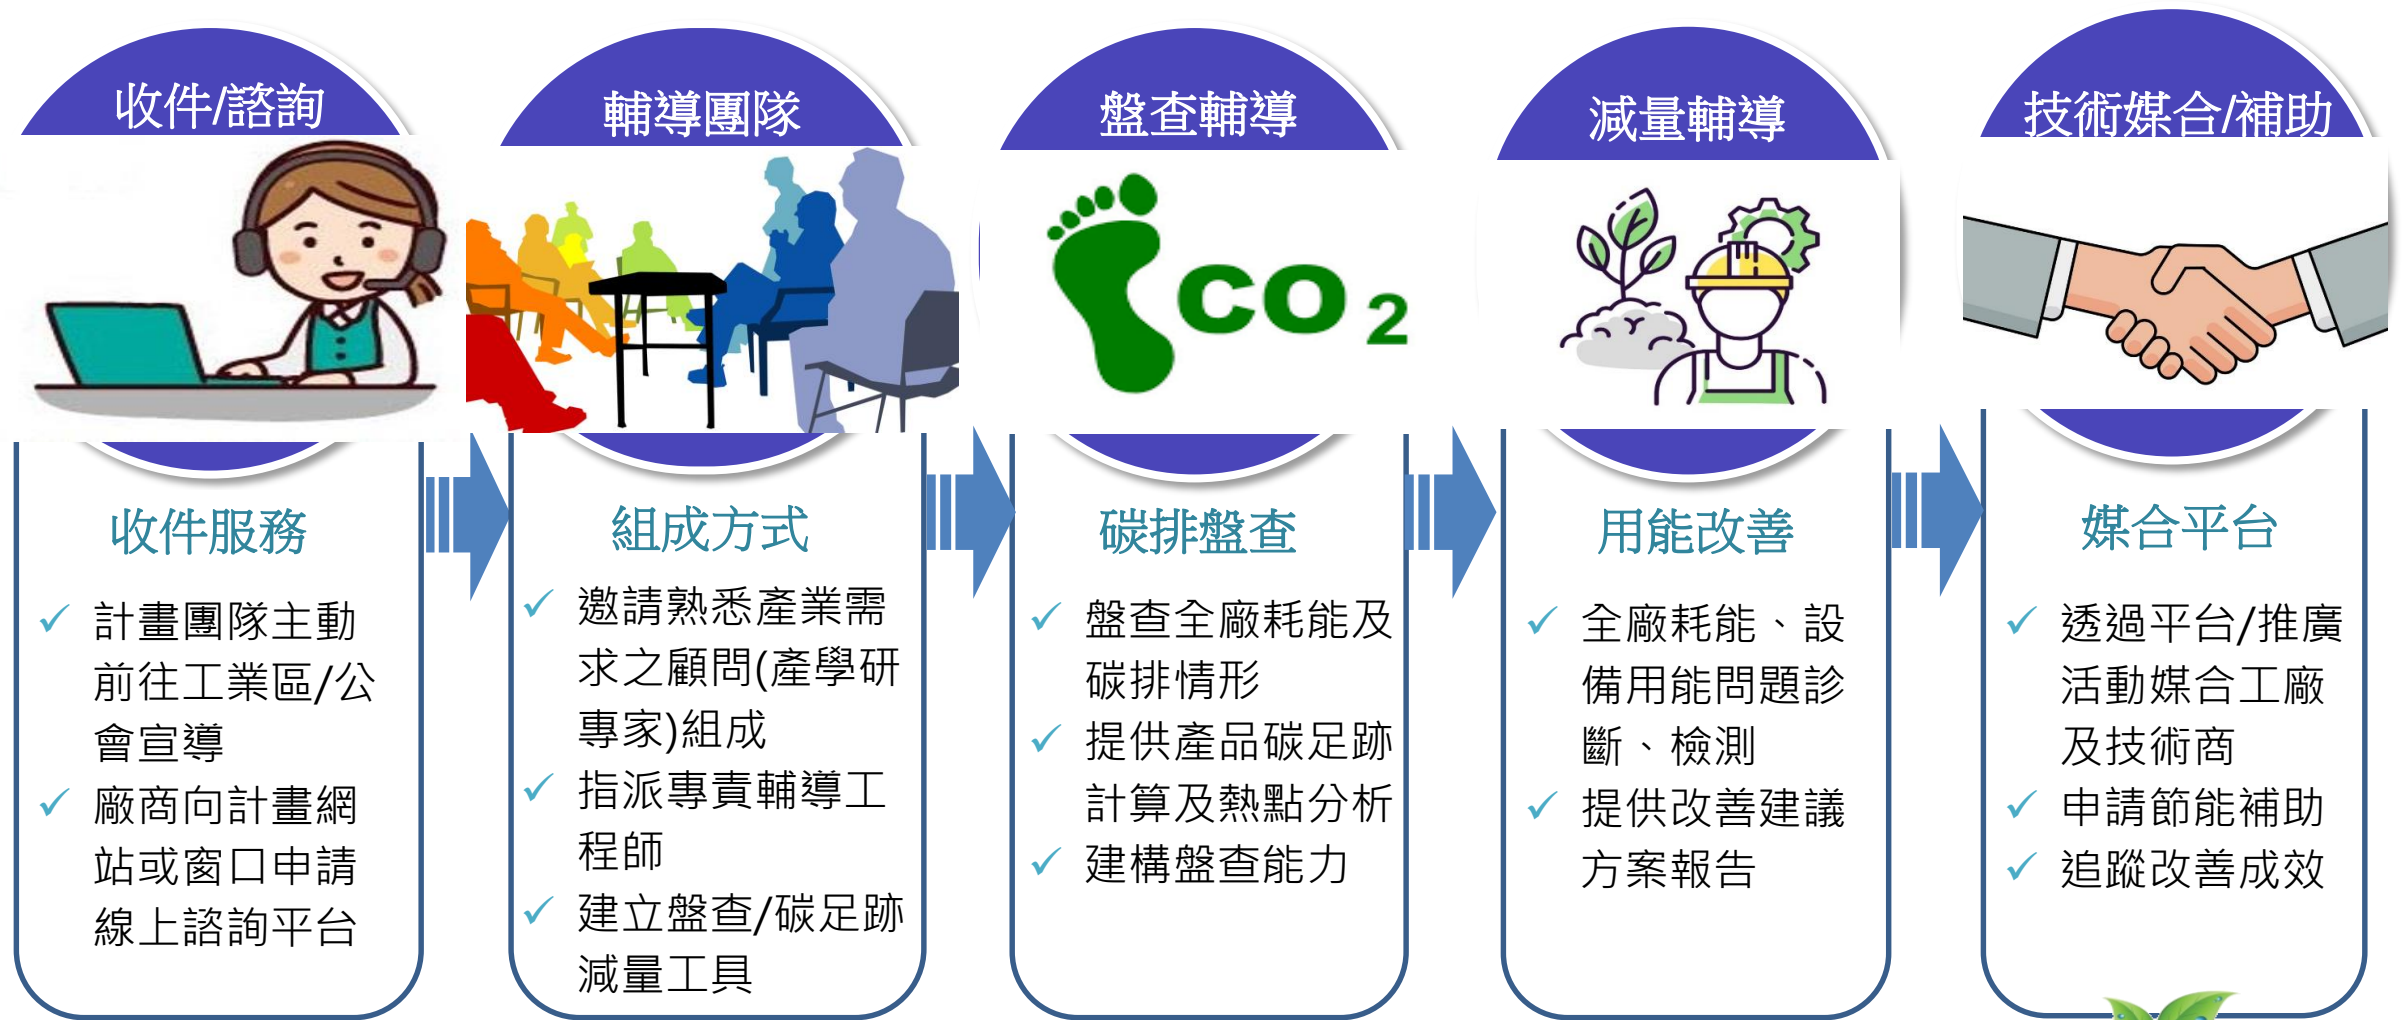 收件/諮詢
收件服務
計畫團隊主動
前往工業區/公
會宣導
廠商向計畫網
站或窗口申請
線上諮詢平台
輔導團隊
組成方式
邀請熟悉產業需
求之顧問(產學研
專家)組成
指派專責輔導工
程師
建立盤查/碳足跡
減量工具
盤查輔導
CO2
碳排盤查
盤查全廠耗能及
碳排情形
提供產品碳足跡
計算及熱點分析
建構盤查能力
減量輔導
用能改善
全廠耗能、設
備用能問題診
斷、檢測
提供改善建議
方案報告
技術媒合/補助
媒合平台
透過平台/推廣
活動媒合工廠
及技術商
申請節能補助
追蹤改善成效